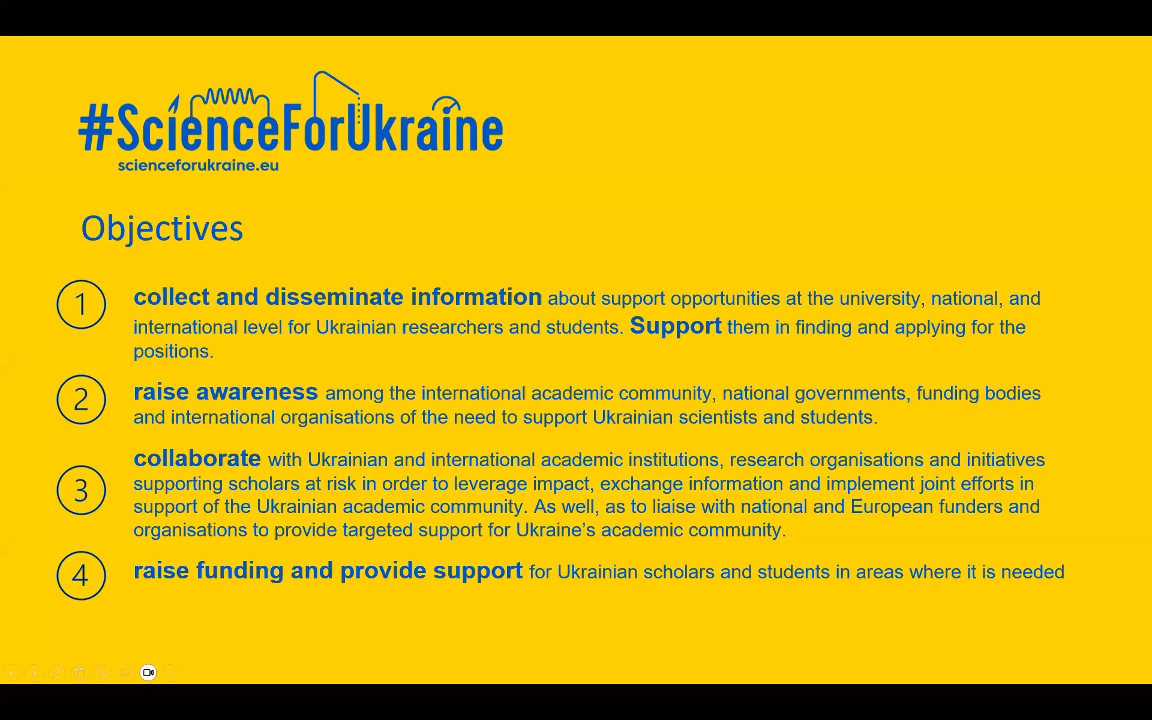 #ScienceForUkraine
scienceforukraine.eu
Objectives
1
collect and disseminate information about support opportunities at the university, national, and
international level for Ukrainian researchers and students. Support them in finding and applying for the
positions.
2
raise awareness among the international academic community, national governments, funding bodies
and international organisations of the need to support Ukrainian scientists and students.
3
collaborate with Ukrainian and international academic institutions, research organisations and initiatives
supporting scholars at risk in order to leverage impact, exchange information and implement joint efforts in
support of the Ukrainian academic community. As well, as to liaise with national and European funders and
organisations to provide targeted support for Ukraine’s academic community.
4
raise funding and provide support for Ukrainian scholars and students in areas where it is needed